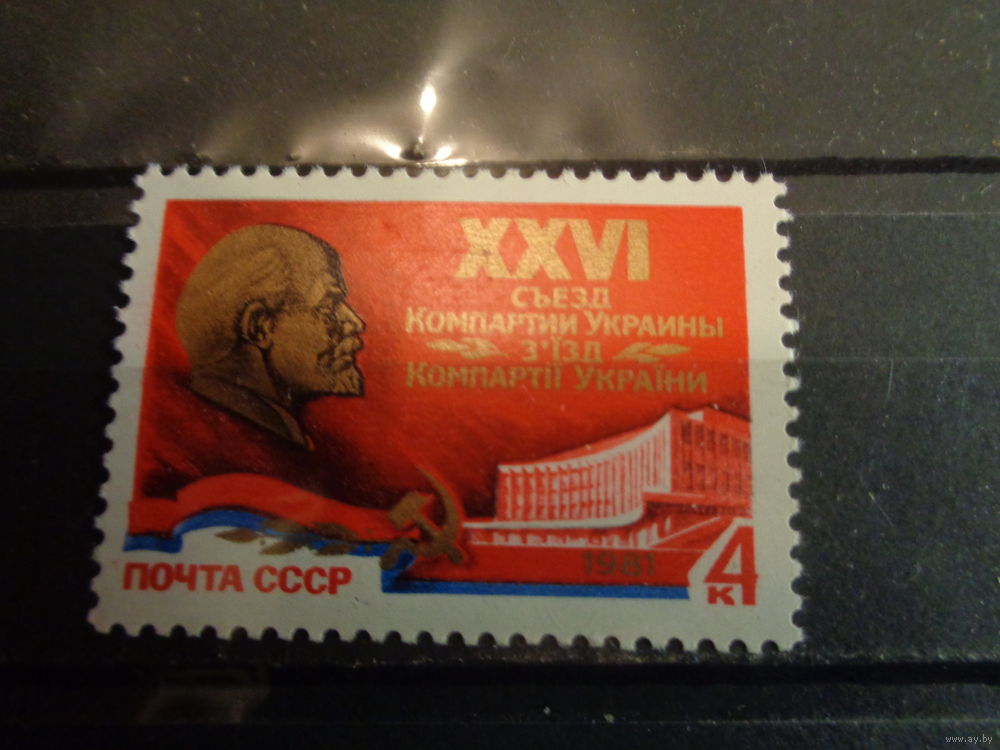 XXVI
СЪЕЗД
КОМПАРТИИ УКРАИНЫ
З'ЇЗД
КОМПАРТІЇ УКРАЇНИ
1981
ПОЧТА СССР
4
К
www.ay.by